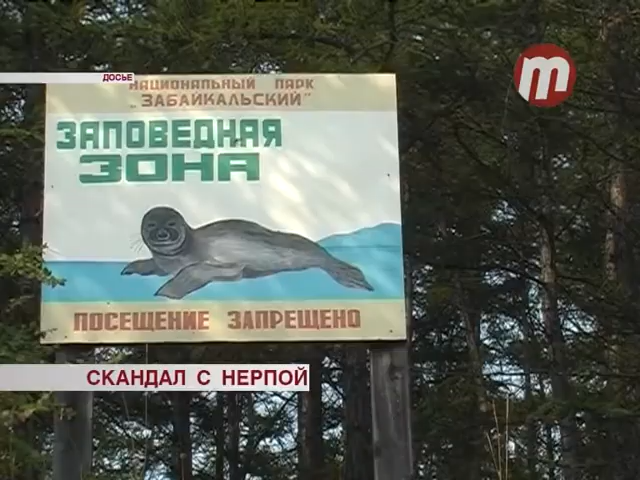 ДОСЬЕ
НАЦИОНАЛЬНЫЙ ПАРК
„ЗАБАЙКАЛЬСКИЙ"
ЗАПОВЕДНАЯ
ЗОНА
ПОСЕЩЕНИЕ ЗАПРЕЩЕНО
СКАНДАЛ С НЕРПОЙ
m